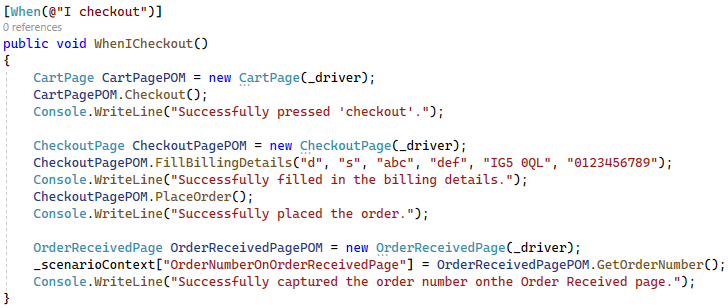 [When(@"I checkout")]
0 references
public void WhenICheckout()
{
CartPage CartPagePOM = new CartPage(_driver);
CartPagePOM.Checkout();
Console.WriteLine("Successfully pressed 'checkout'.");
CheckoutPage CheckoutPagePOM = new CheckoutPage(_driver);
CheckoutPagePOM.FillBillingDetails("d", "s", "abc", "def", "IG5 0QL", "0123456789");
Console.WriteLine("Successfully filled in the billing details.");
CheckoutPagePOM.PlaceOrder();
Console.WriteLine("Successfully placed the order.");
OrderReceivedPage OrderReceivedPagePOM = new OrderReceivedPage(_driver);
_scenarioContext["OrderNumberOnOrderReceivedPage"] = OrderReceivedPagePOM.GetOrderNumber();
Console.WriteLine("Successfully captured the order number onthe Order Received page.");
}